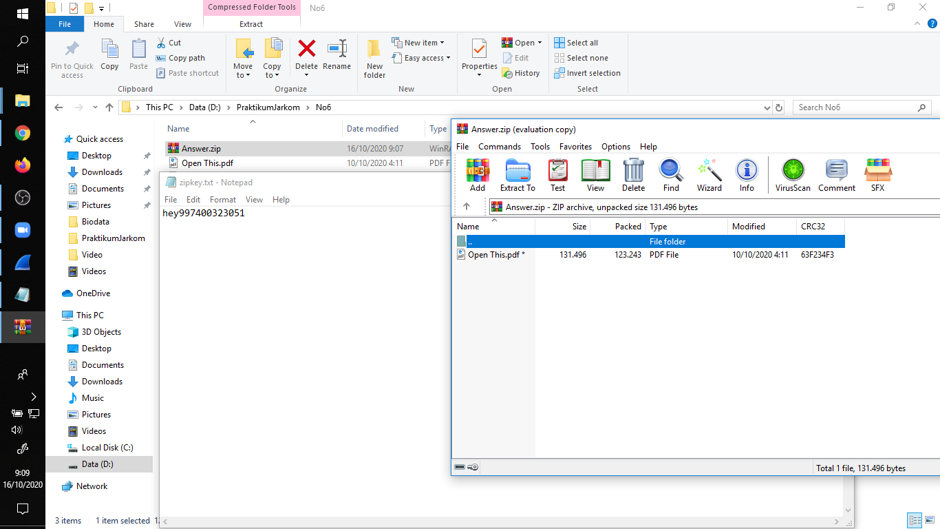 Compressed Folder Tools
No6
File
Home
Share
View
Extract
Pin to Quick access
Copy
Paste
Cut
Copy path
Paste shortcut
Clipboard
Move to
Copy to
Delete
Rename
Organize
New folder
New item
Easy access
New
Properties
Open
Edit
History
Open
Select all
Select none
Invert selection
Select
This PC > Data (D:) > PraktikumJarkom > No6
Search No6
Name
Date modified
Type
Answer.zip 16/10/2020 9:07 WinRA
Open This.pdf 10/10/2020 4:11 PDF F
Quick access
Desktop
Downloads
Documents
Pictures
Biodata
PraktikumJarkom
Video
Videos
OneDrive
This PC
3D Objects
Desktop
Documents
Downloads
Music
Pictures
Videos
Local Disk (C:)
Data (D:)
Network
3 items
1 item selected
zipkey.txt - Notepad
File Edit Format View Help
hey997400323051
Answer.zip (evaluation copy)
File Commands Tools Favorites Options Help
Add
Extract To
Test
View
Delete
Find
Wizard
Info
VirusScan
Comment
SFX
Answer.zip - ZIP archive, unpacked size 131.496 bytes
Name Size Packed Type Modified CRC32
.. File folder
Open This.pdf * 131.496 123.243 PDF File 10/10/2020 4:11 63F234F3
Total 1 file, 131.496 bytes
9:09
16/10/2020